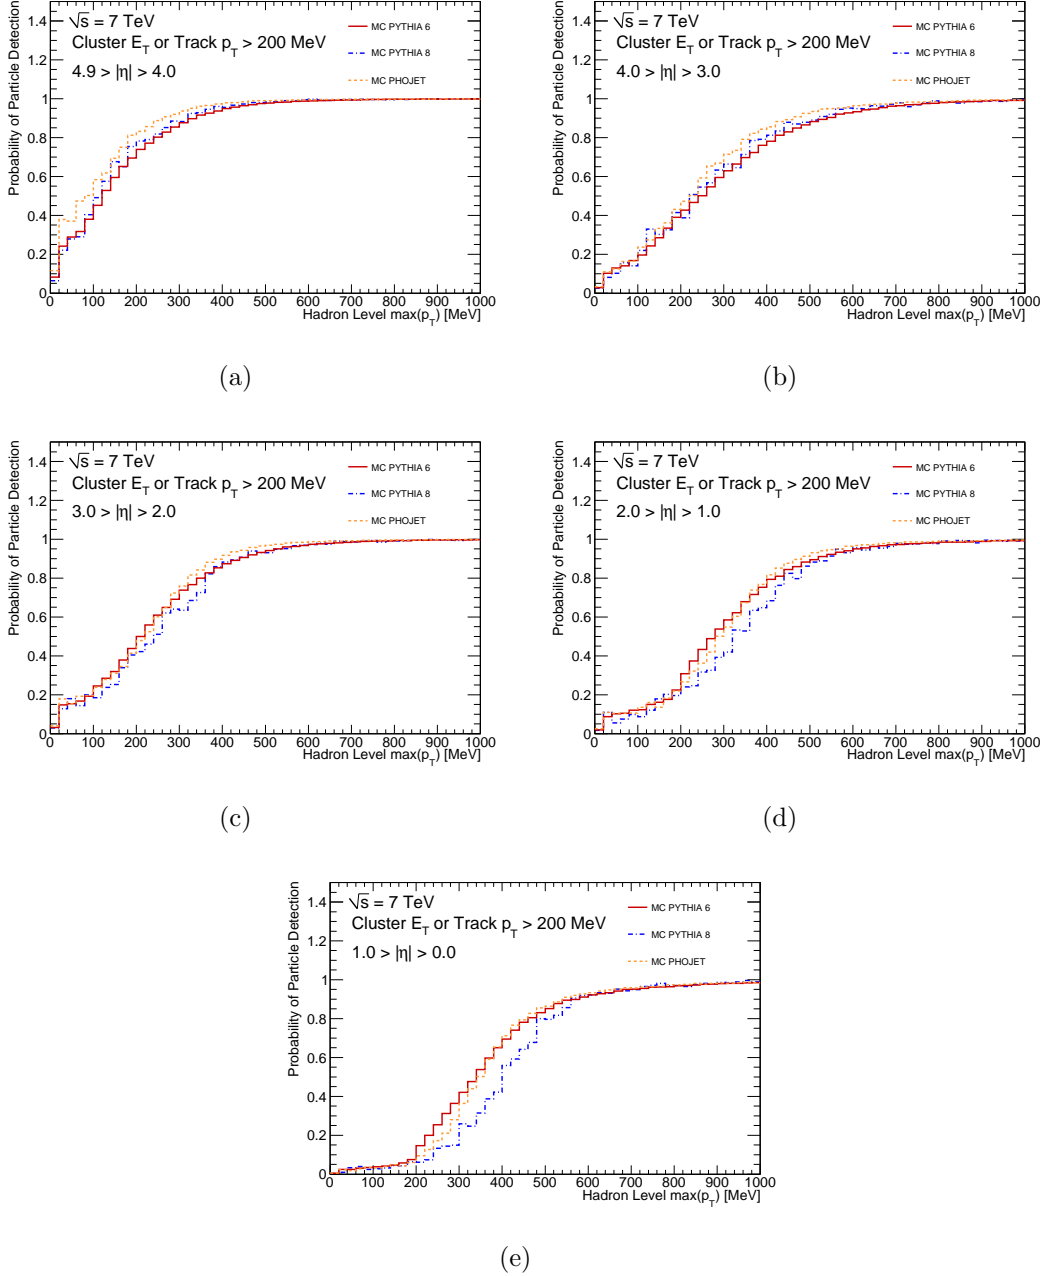 √s = 7 TeV
Cluster E_T or Track p_T > 200 MeV
4.9 > |η| > 4.0
MC PYTHIA 6
MC PYTHIA 8
MC PHOJET
Probability of Particle Detection
0 0.2 0.4 0.6 0.8 1 1.2 1.4
0 100 200 300 400 500 600 700 800 900 1000
Hadron Level max(p_T) [MeV]
(a)
√s = 7 TeV
Cluster E_T or Track p_T > 200 MeV
4.0 > |η| > 3.0
MC PYTHIA 6
MC PYTHIA 8
MC PHOJET
Probability of Particle Detection
0 0.2 0.4 0.6 0.8 1 1.2 1.4
0 100 200 300 400 500 600 700 800 900 1000
Hadron Level max(p_T) [MeV]
(b)
√s = 7 TeV
Cluster E_T or Track p_T > 200 MeV
3.0 > |η| > 2.0
MC PYTHIA 6
MC PYTHIA 8
MC PHOJET
Probability of Particle Detection
0 0.2 0.4 0.6 0.8 1 1.2 1.4
0 100 200 300 400 500 600 700 800 900 1000
Hadron Level max(p_T) [MeV]
(c)
√s = 7 TeV
Cluster E_T or Track p_T > 200 MeV
2.0 > |η| > 1.0
MC PYTHIA 6
MC PYTHIA 8
MC PHOJET
Probability of Particle Detection
0 0.2 0.4 0.6 0.8 1 1.2 1.4
0 100 200 300 400 500 600 700 800 900 1000
Hadron Level max(p_T) [MeV]
(d)
√s = 7 TeV
Cluster E_T or Track p_T > 200 MeV
1.0 > |η| > 0.0
MC PYTHIA 6
MC PYTHIA 8
MC PHOJET
Probability of Particle Detection
0 0.2 0.4 0.6 0.8 1 1.2 1.4
0 100 200 300 400 500 600 700 800 900 1000
Hadron Level max(p_T) [MeV]
(e)